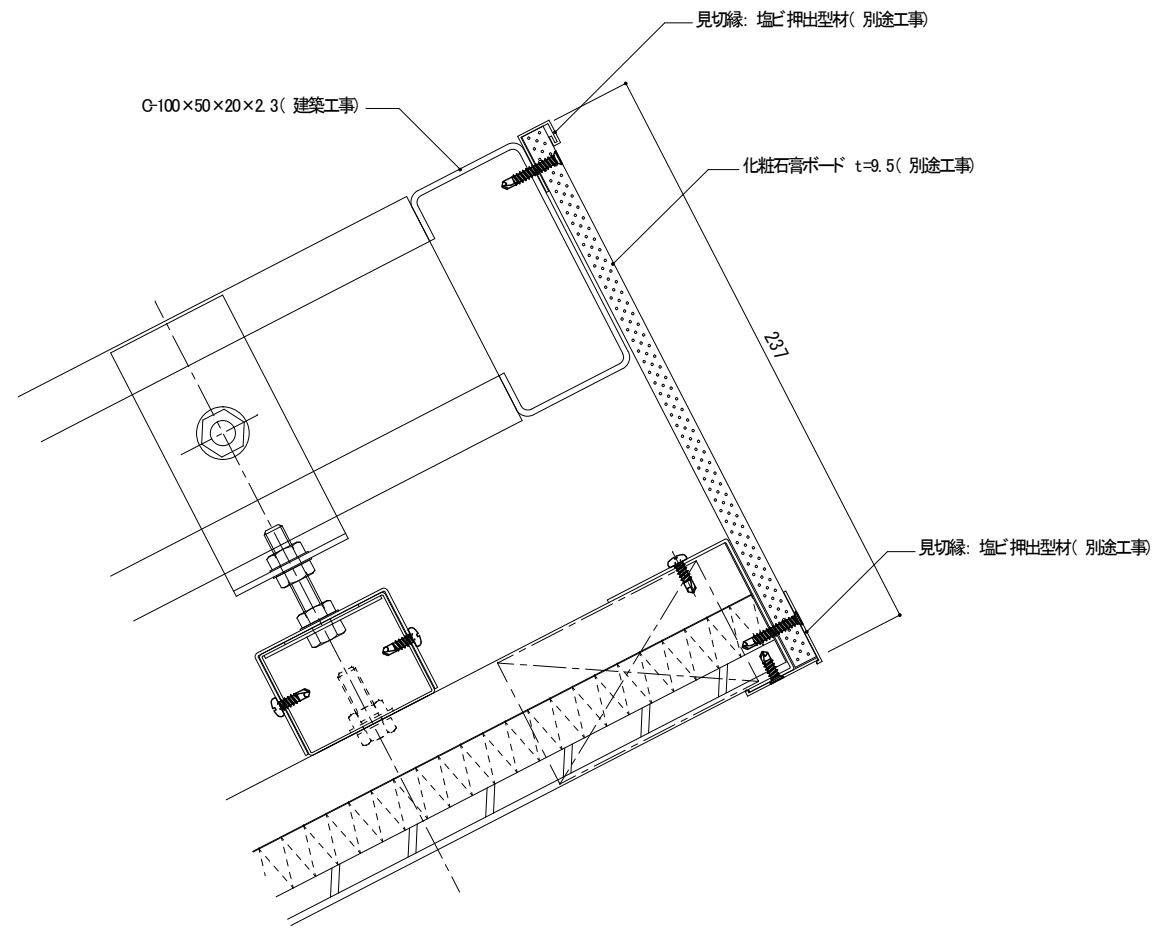 見切縁: 塩ビ押出型材( 別途工事)
C-100×50×20×2.3( 建築工事)
化粧石膏ボード t=9.5( 別途工事)
237
見切縁: 塩ビ押出型材( 別途工事)